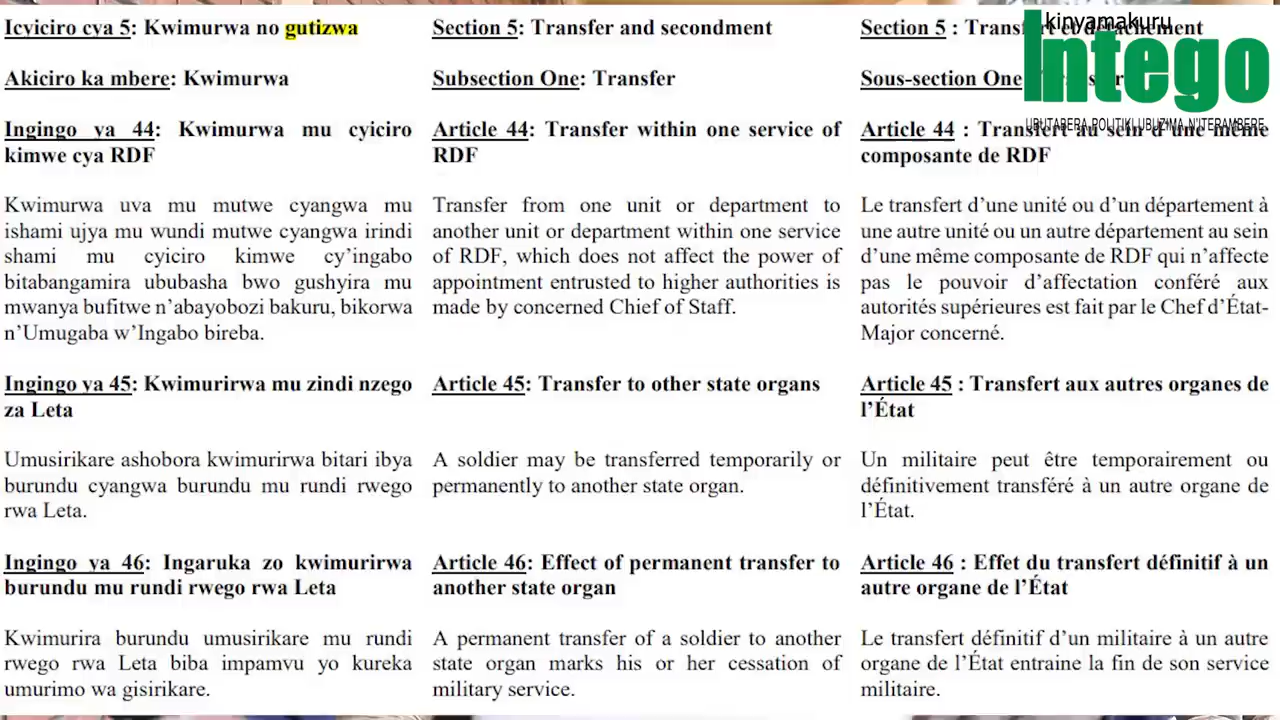 Icyiciro cya 5: Kwimurwa no gutizwa
Akiciro ka mbere: Kwimurwa
Ingingo ya 44: Kwimurwa mu cyiciro
kimwe cya RDF
Kwimurwa uva mu mutwe cyangwa mu
ishami ujya mu wundi mutwe cyangwa irindi
shami mu cyiciro kimwe cy'ingabo
bitabangamira ububasha bwo gushyira mu
mwanya bufitwe n'abayobozi bakuru, bikorwa
n'Umugaba w'Ingabo bireba.
Ingingo ya 45: Kwimurirwa mu zindi nzego
za Leta
Umusirikare ashobora kwimurirwa bitari ibya
burundu cyangwa burundu mu rundi rwego
rwa Leta.
Ingingo ya 46: Ingaruka zo kwimurirwa
burundu mu rundi rwego rwa Leta
Kwimurira burundu umusirikare mu rundi
rwego rwa Leta biba impamvu yo kureka
umurimo wa gisirikare.
Section 5: Transfer and secondment
Subsection One: Transfer
Article 44: Transfer within one service of
RDF
Transfer from one unit or department to
another unit or department within one service
of RDF, which does not affect the power of
appointment entrusted to higher authorities is
made by concerned Chief of Staff.
Article 45: Transfer to other state organs
A soldier may be transferred temporarily or
permanently to another state organ.
Article 46: Effect of permanent transfer to
another state organ
A permanent transfer of a soldier to another
state organ marks his or her cessation of
military service.
Section 5 : Transfert et détachement
Sous-section One
Article 44 : Transfert au sein d'une même
composante de RDF
Le transfert d'une unité ou d'un département à
une autre unité ou un autre département au sein
d'une même composante de RDF qui n'affecte
pas le pouvoir d'affectation conféré aux
autorités supérieures est fait par le Chef d'État-
Major concerné.
Article 45 : Transfert aux autres organes de
l'État
Un militaire peut être temporairement ou
définitivement transféré à un autre organe de
l'État.
Article 46 : Effet du transfert définitif à un
autre organe de l'État
Le transfert définitif d'un militaire à un autre
organe de l'État entraine la fin de son service
militaire.
kinyamakuru
Intego
UBUTABERA,POLITIKI,UBUZIMA N'ITERAMBERE